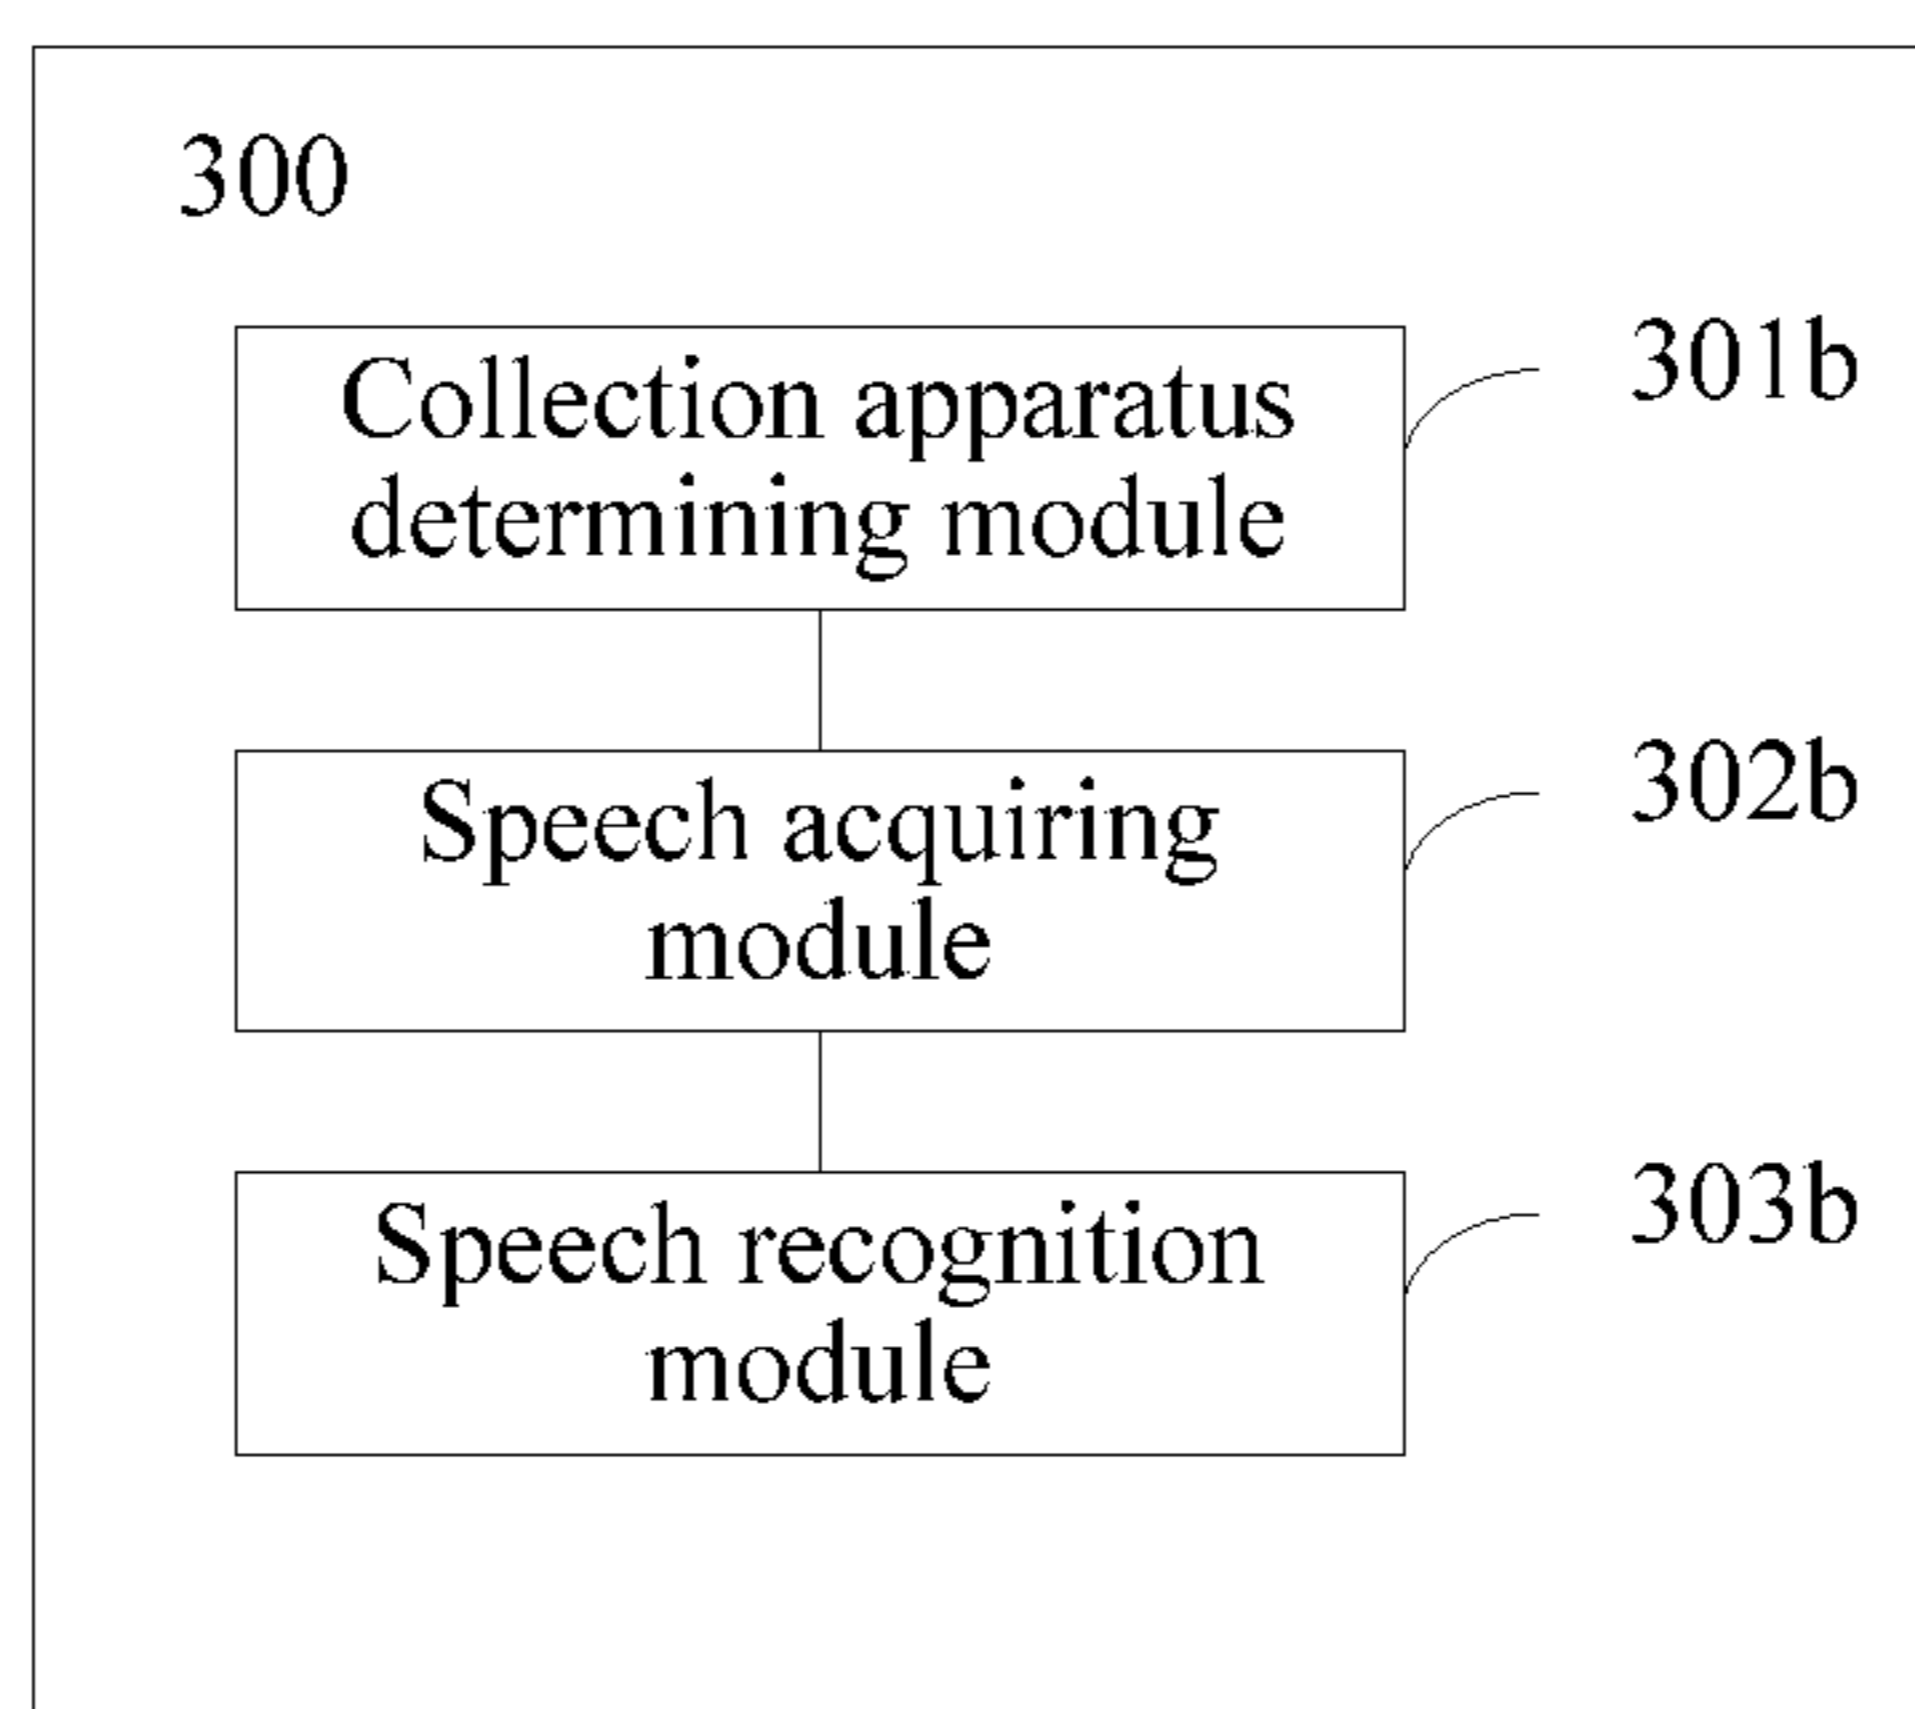 300
301b
Collection apparatus
determining module
302b
Speech acquiring
module
303b
Speech recognition
module